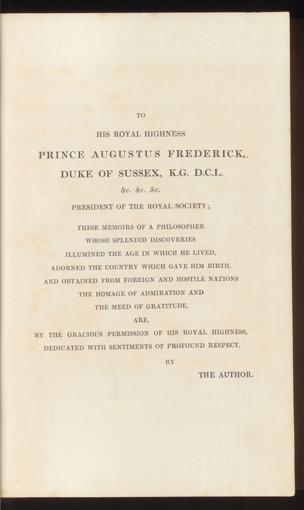 TO
HIS ROYAL HIGHNESS
PRINCE AUGUSTUS FREDERICK,
DUKE OF SUSSEX, K.G. D.C.L.
&c. &c. &c.
PRESIDENT OF THE ROYAL SOCIETY;
THESE MEMOIRS OF A PHILOSOPHER
WHOSE SPLENDID DISCOVERIES
ILLUMINED THE AGE IN WHICH HE LIVED,
ADORNED THE COUNTRY WHICH GAVE HIM BIRTH,
AND OBTAINED FROM FOREIGN AND HOSTILE NATIONS
THE HOMAGE OF ADMIRATION AND
THE MEED OF GRATITUDE,
ARE,
BY THE GRACIOUS PERMISSION OF HIS ROYAL HIGHNESS,
DEDICATED WITH SENTIMENTS OF PROFOUND RESPECT,
BY
THE AUTHOR.